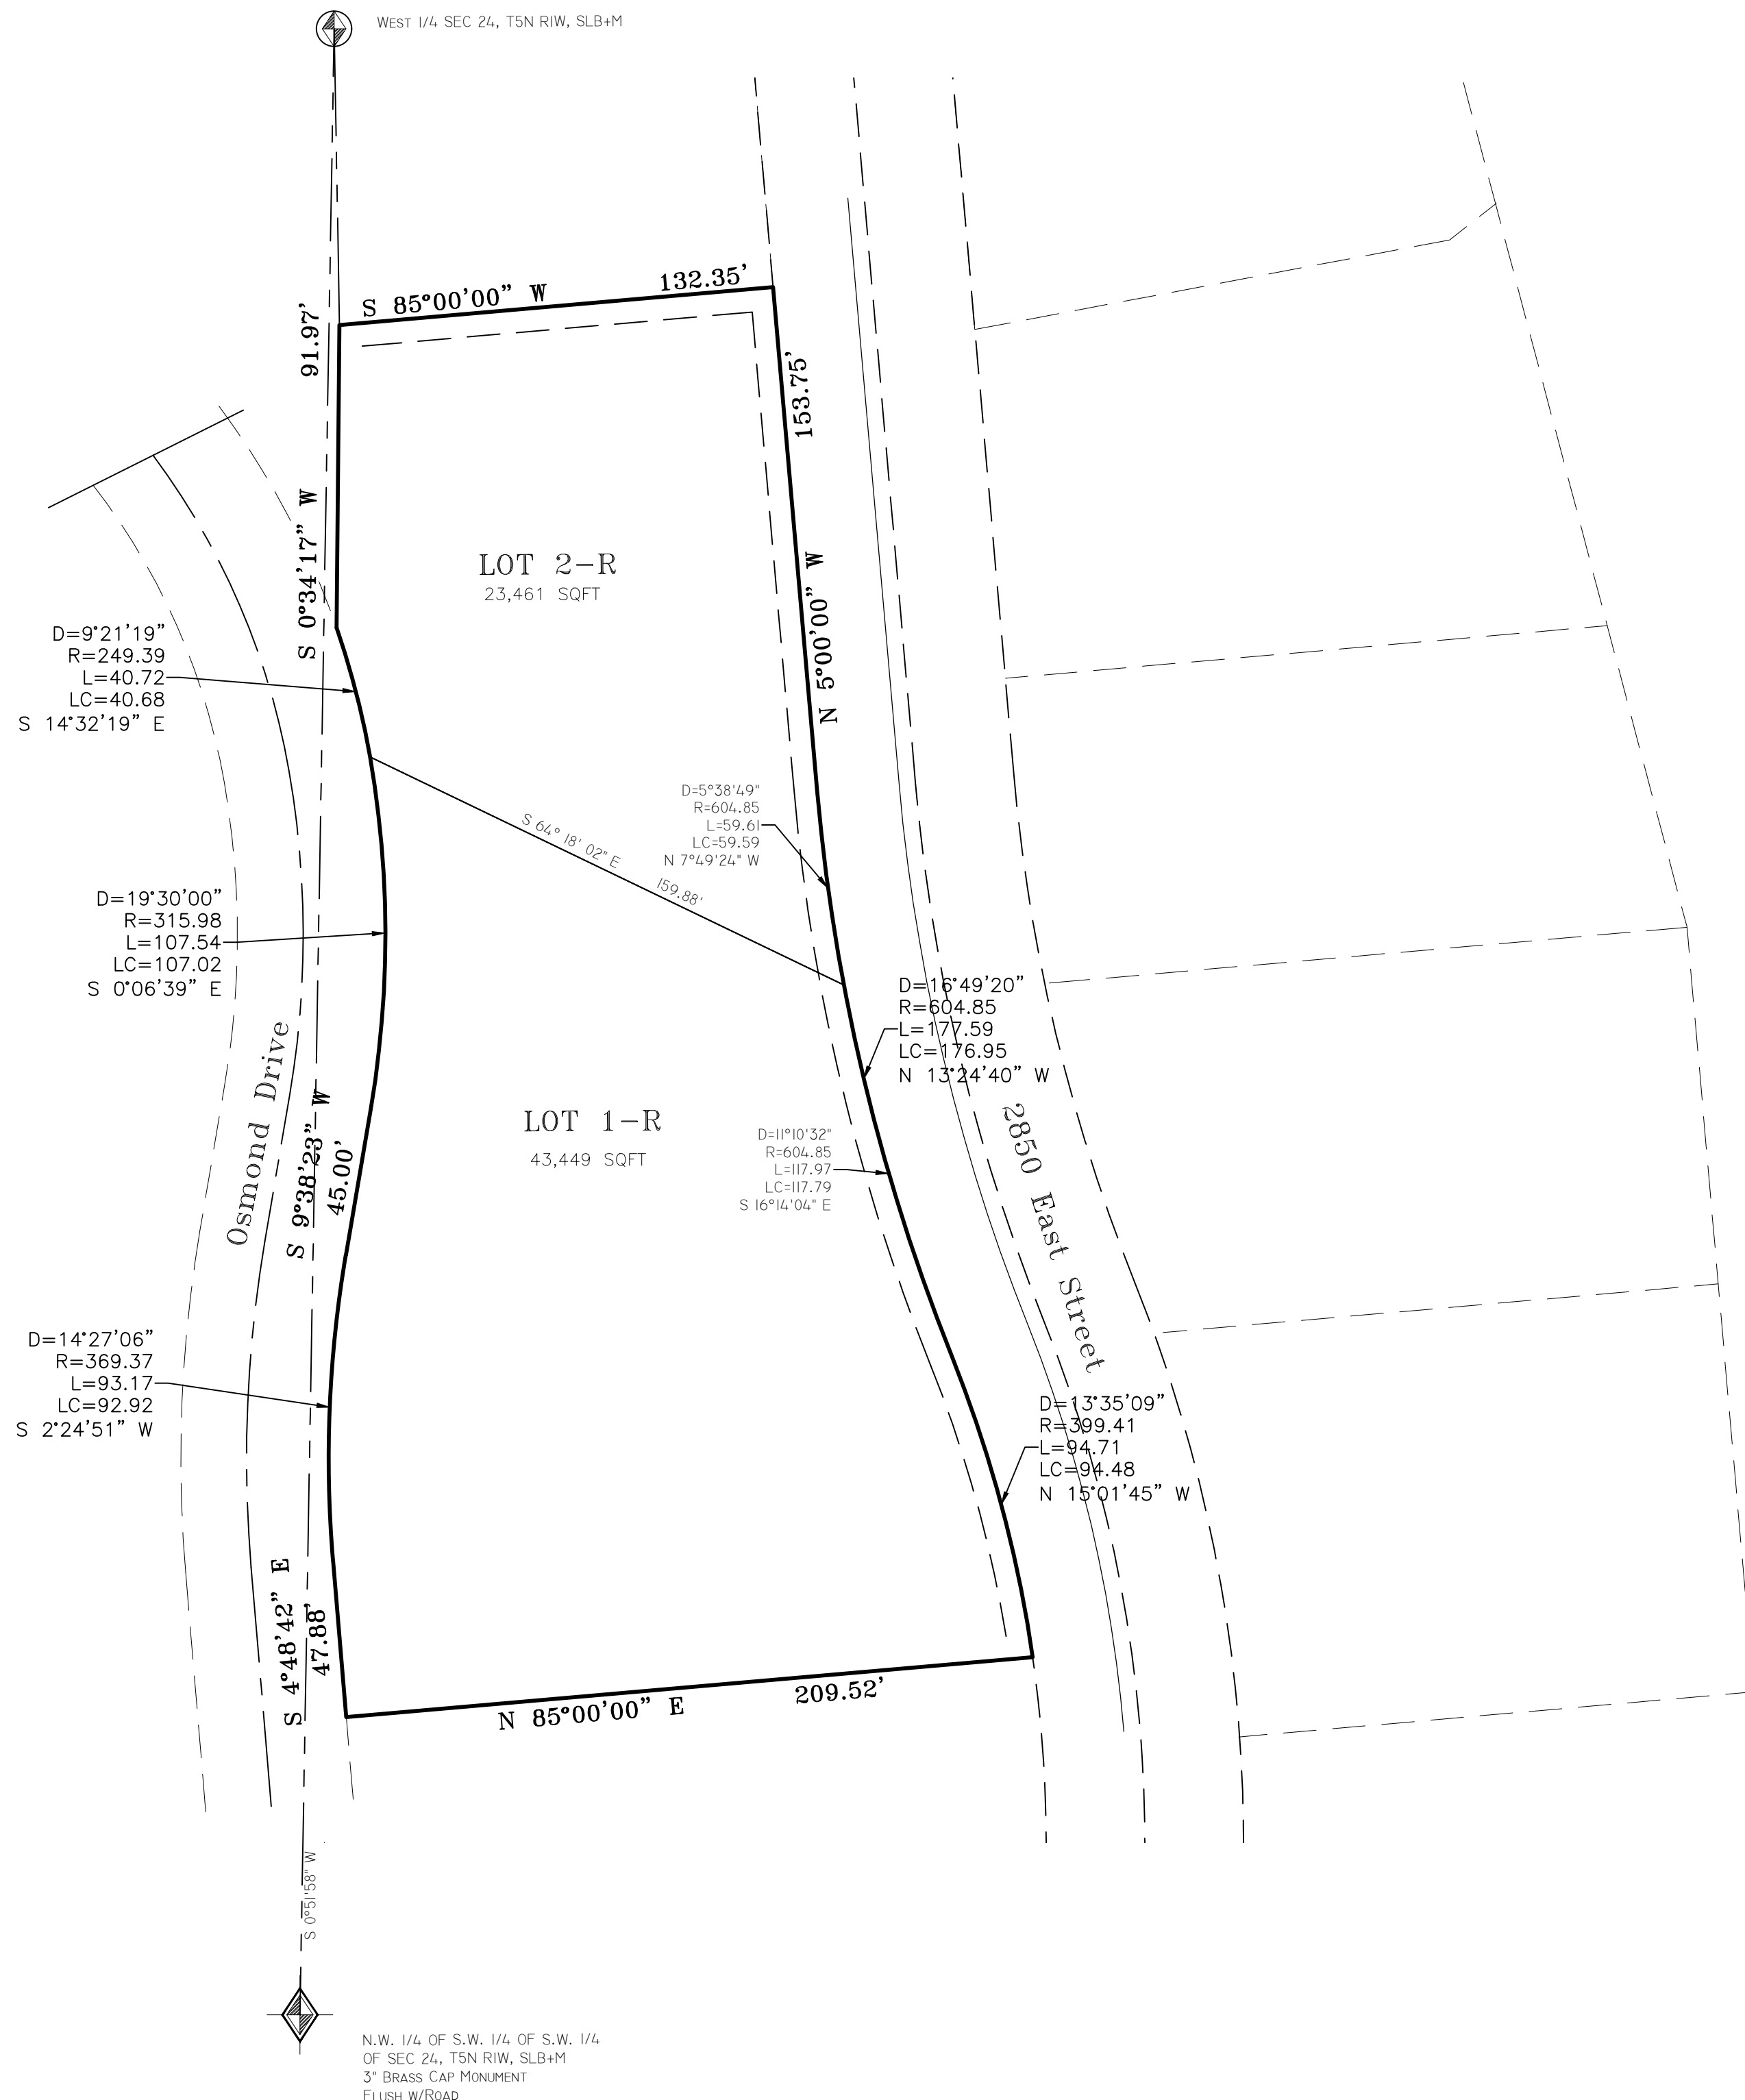 WEST 1/4 SEC 24, T5N R1W, SLB+M
S 85°00'00" W 132.35'
91.97'
S 0°34'17" W
153.75'
N 5°00'00" W
LOT 2-R
23,461 SQFT
D=9°21'19"
R=249.39
L=40.72
LC=40.68
S 14°32'19" E
S 64° 18' 02" E
159.88'
D=5°38'49"
R=604.85
L=59.61
LC=59.59
N 7°49'24" W
D=19°30'00"
R=315.98
L=107.54
LC=107.02
S 0°06'39" E
D=16°49'20"
R=604.85
L=177.59
LC=176.95
N 13°24'40" W
Osmond Drive
S 9°38'23" W
45.00'
LOT 1-R
43,449 SQFT
D=11°10'32"
R=604.85
L=117.97
LC=117.79
S 16°14'04" E
2850 East Street
D=14°27'06"
R=369.37
L=93.17
LC=92.92
S 2°24'51" W
D=13°35'09"
R=399.41
L=94.71
LC=94.48
N 15°01'45" W
S 4°48'42" E
47.88'
N 85°00'00" E 209.52'
S 0°51'58" W
N.W. 1/4 OF S.W. 1/4 OF S.W. 1/4
OF SEC 24, T5N R1W, SLB+M
3" BRASS CAP MONUMENT
FLUSH W/ROAD